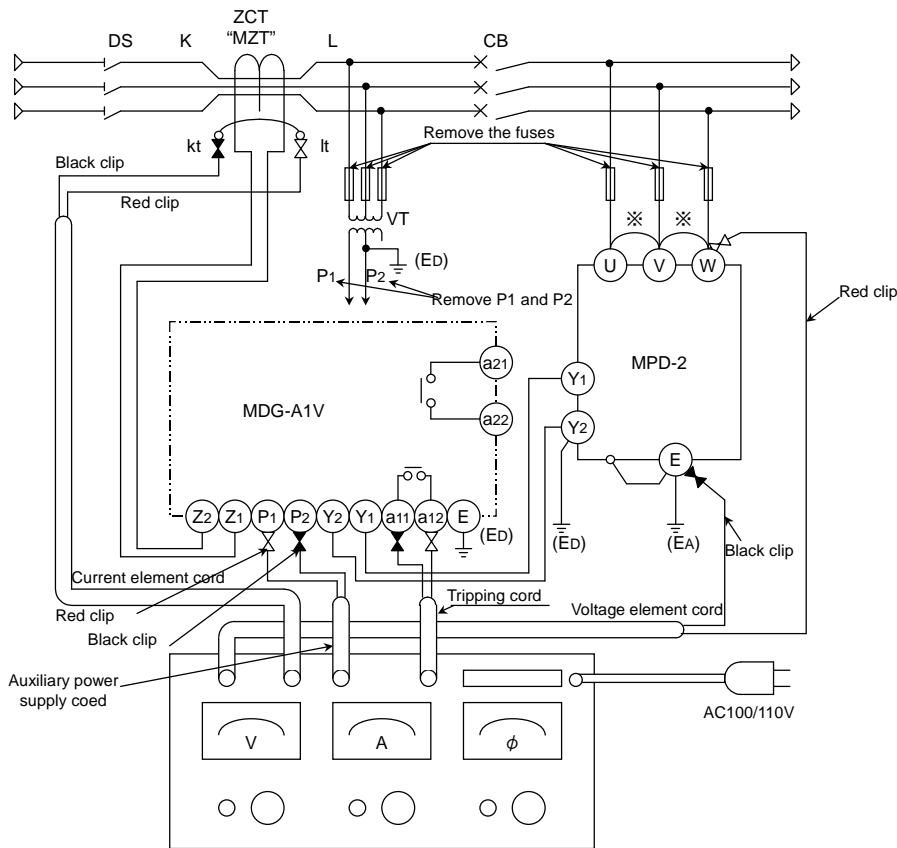 ZCT
"MZT"
DS
K
L
CB
Remove the fuses
kt
lt
Black clip
Red clip
VT
※
※
(ED)
P1
P2
Remove P1 and P2
U
V
W
Red clip
a21
MPD-2
Y1
MDG-A1V
a22
Y2
E
Z2
Z1
P1
P2
Y2
Y1
a11
a12
E
(ED)
(ED)
(EA)
Black clip
Current element cord
Tripping cord
Red clip
Voltage element cord
Black clip
Auxiliary power
supply coed
AC100/110V
V
A
ϕ